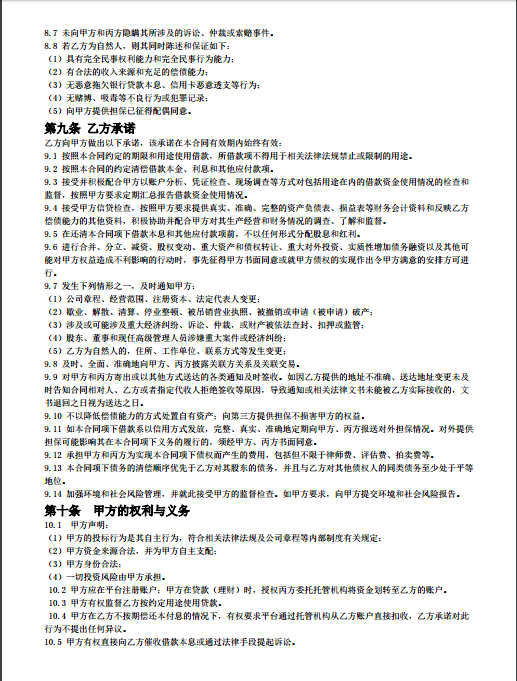 8.7 未向甲方和丙方隐瞒其所涉及的诉讼、仲裁或索赔事件。
8.8 若乙方为自然人，则其同时陈述和保证如下：
（1）具有完全民事权利能力和完全民事行为能力；
（2）有合法的收入来源和充足的偿债能力；
（3）无恶意拖欠银行贷款本息、信用卡恶意透支等行为；
（4）无赌博、吸毒等不良行为或犯罪记录；
（5）向甲方提供担保已征得配偶同意。
第九条 乙方承诺
乙方向甲方做出以下承诺，该承诺在本合同有效期内始终有效：
9.1 按照本合同约定的期限和用途使用借款，所借款项不得用于相关法律法规禁止或限制的用途。
9.2 按照本合同的约定清偿借款本金、利息和其他应付款项。
9.3 接受并积极配合甲方以账户分析、凭证检查、现场调查等方式对包括用途在内的借款资金使用情况的检查和
监督，按照甲方要求定期汇总报告借款资金使用情况。
9.4 接受甲方信贷检查，按照甲方要求提供真实、准确、完整的资产负债表、损益表等财务会计资料和反映乙方
偿债能力的其他资料，积极协助并配合甲方对其生产经营和财务情况的调查、了解和监督。
9.5 在还清本合同项下借款本息和其他应付款项前，不以任何形式分配股息和红利。
9.6 进行合并、分立、减资、股权变动、重大资产和债权转让、重大对外投资、实质性增加债务融资以及其他可
能对甲方权益造成不利影响的行动时，事先征得甲方书面同意或就甲方债权的实现作出令甲方满意的安排方可进
行。
9.7 发生下列情形之一，及时通知甲方：
（1）公司章程、经营范围、注册资本、法定代表人变更；
（2）歇业、解散、清算、停业整顿、被吊销营业执照、被撤销或申请（被申请）破产；
（3）涉及或可能涉及重大经济纠纷、诉讼、仲裁，或财产被依法查封、扣押或监管；
（4）股东、董事和现任高级管理人员涉嫌重大案件或经济纠纷；
（5）乙方为自然人的，住所、工作单位、联系方式等发生变更；
9.8 及时、全面、准确地向甲方、丙方披露关联方关系及关联交易。
9.9 对甲方和丙方寄出或以其他方式送达的各类通知及时签收。如因乙方提供的地址不准确、送达地址变更未及
时告知合同相对人、乙方或者指定代收人拒绝签收等原因，导致通知或相关法律文书未能被乙方实际接收的，文
书退回之日视为送达之日。
9.10 不以降低偿债能力的方式处置自有资产；向第三方提供担保不损害甲方的权益。
9.11 如本合同项下借款系以信用方式发放，完整、真实、准确地定期向甲方、丙方报送对外担保情况。对外提供
担保可能影响其在本合同项下义务的履行的，须经甲方、丙方书面同意。
9.12 承担甲方和丙方为实现本合同项下债权而产生的费用，包括但不限于律师费、评估费、拍卖费等。
9.13 本合同项下债务的清偿顺序优先于乙方对其股东的债务，并且与乙方对其他债权人的同类债务至少处于平等
地位。
9.14 加强环境和社会风险管理，并就此接受甲方的监督检查。如甲方要求，向甲方提交环境和社会风险报告。
第十条 甲方的权利与义务
10.1 甲方声明：
（1）甲方的投标行为是其自主行为，符合相关法律法规及公司章程等内部制度有关规定；
（2）甲方资金来源合法，并为甲方自主支配；
（3）甲方身份合法；
（4）一切投资风险由甲方承担。
10.2 甲方应在平台注册账户；甲方在贷款（理财）时，授权丙方委托托管机构将资金划转至乙方的账户。
10.3 甲方有权监督乙方按约定用途使用贷款。
10.4 甲方在乙方不按期偿还本付息的情况下，有权要求平台通过托管机构从乙方账户直接扣收，乙方承诺对此
行为不提出任何异议。
10.5 甲方有权直接向乙方催收借款本息或通过法律手段提起诉讼。